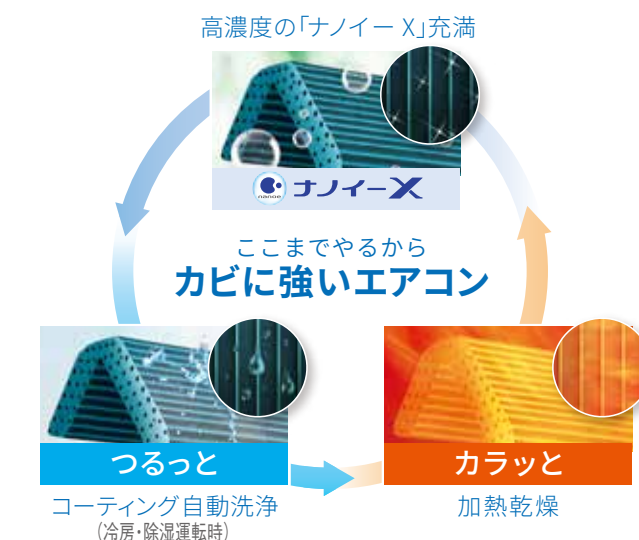 高濃度の「ナノイー X」充満
nanoe
ナノイーX
ここまでやるから
カビに強いエアコン
つるっと
コーティング自動洗浄
(冷房・除湿運転時)
カラッと
加熱乾燥